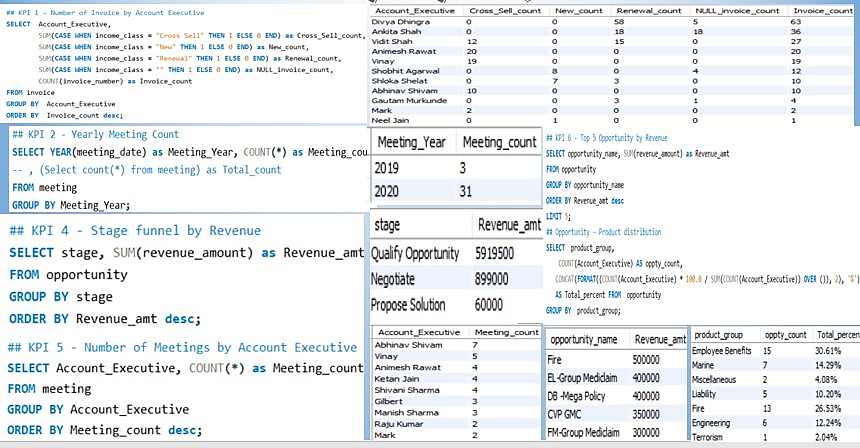 ## KPI 1 - Number of Invoice by Account Executive
SELECT Account_Executive,
SUM(CASE WHEN income_class = "Cross Sell" THEN 1 ELSE 0 END) as Cross_Sell_count,
SUM(CASE WHEN income_class = "New" THEN 1 ELSE 0 END) as New_count,
SUM(CASE WHEN income_class = "Renewal" THEN 1 ELSE 0 END) as Renewal_count,
SUM(CASE WHEN income_class = "" THEN 1 ELSE 0 END) as NULL_invoice_count,
COUNT(invoice_number) as Invoice_count
FROM invoice
GROUP BY Account_Executive
ORDER BY Invoice_count desc;
Account_Executive Cross_Sell_count New_count Renewal_count NULL_invoice_count Invoice_count
Divya Dhingra 0 0 58 5 63
Ankita Shah 0 0 18 18 36
Vidit Shah 12 0 15 0 27
Animesh Rawat 20 0 0 0 20
Vinay 19 0 0 0 19
Shobhit Agarwal 0 8 0 4 12
Shloka Shelat 0 7 3 0 10
Abhinav Shivam 10 0 0 0 10
Gautam Murkunde 0 0 3 1 4
Mark 2 0 0 0 2
Neel Jain 0 1 0 0 1
## KPI 2 - Yearly Meeting Count
SELECT YEAR(meeting_date) as Meeting_Year, COUNT(*) as Meeting_cou
-- , (Select count(*) from meeting) as Total_count
FROM meeting
GROUP BY Meeting_Year;
Meeting_Year Meeting_count
2019 3
2020 31
## KPI 4 - Stage funnel by Revenue
SELECT stage, SUM(revenue_amount) as Revenue_amt
FROM opportunity
GROUP BY stage
ORDER BY Revenue_amt desc;
stage Revenue_amt
Qualify Opportunity 5919500
Negotiate 899000
Propose Solution 60000
## KPI 6 - Top 5 Opportunity by Revenue
SELECT opportunity_name, SUM(revenue_amount) as Revenue_amt
FROM opportunity
GROUP BY opportunity_name
ORDER BY Revenue_amt desc
LIMIT 5;
## Opportunity - Product distribution
SELECT product_group,
COUNT(Account_Executive) AS oppty_count,
CONCAT(FORMAT((COUNT(Account_Executive) * 100.0 / SUM(COUNT(Account_Executive)) OVER ()), 2), '%')
AS Total_percent FROM opportunity
GROUP BY product_group;
## KPI 5 - Number of Meetings by Account Executive
SELECT Account_Executive, COUNT(*) as Meeting_count
FROM meeting
GROUP BY Account_Executive
ORDER BY Meeting_count desc;
Account_Executive Meeting_count
Abhinav Shivam 7
Vinay 5
Animesh Rawat 4
Ketan Jain 4
Shivani Sharma 4
Gilbert 3
Manish Sharma 3
Raju Kumar 2
Mark 2
opportunity_name Revenue_amt
Fire 500000
EL-Group Mediclaim 400000
DB -Mega Policy 400000
CVP GMC 350000
FM-Group Mediclaim 300000
product_group oppty_count Total_percen
Employee Benefits 15 30.61%
Marine 7 14.29%
Miscellaneous 2 4.08%
Liability 5 10.20%
Fire 13 26.53%
Engineering 6 12.24%
Terrorism 1 2.04%